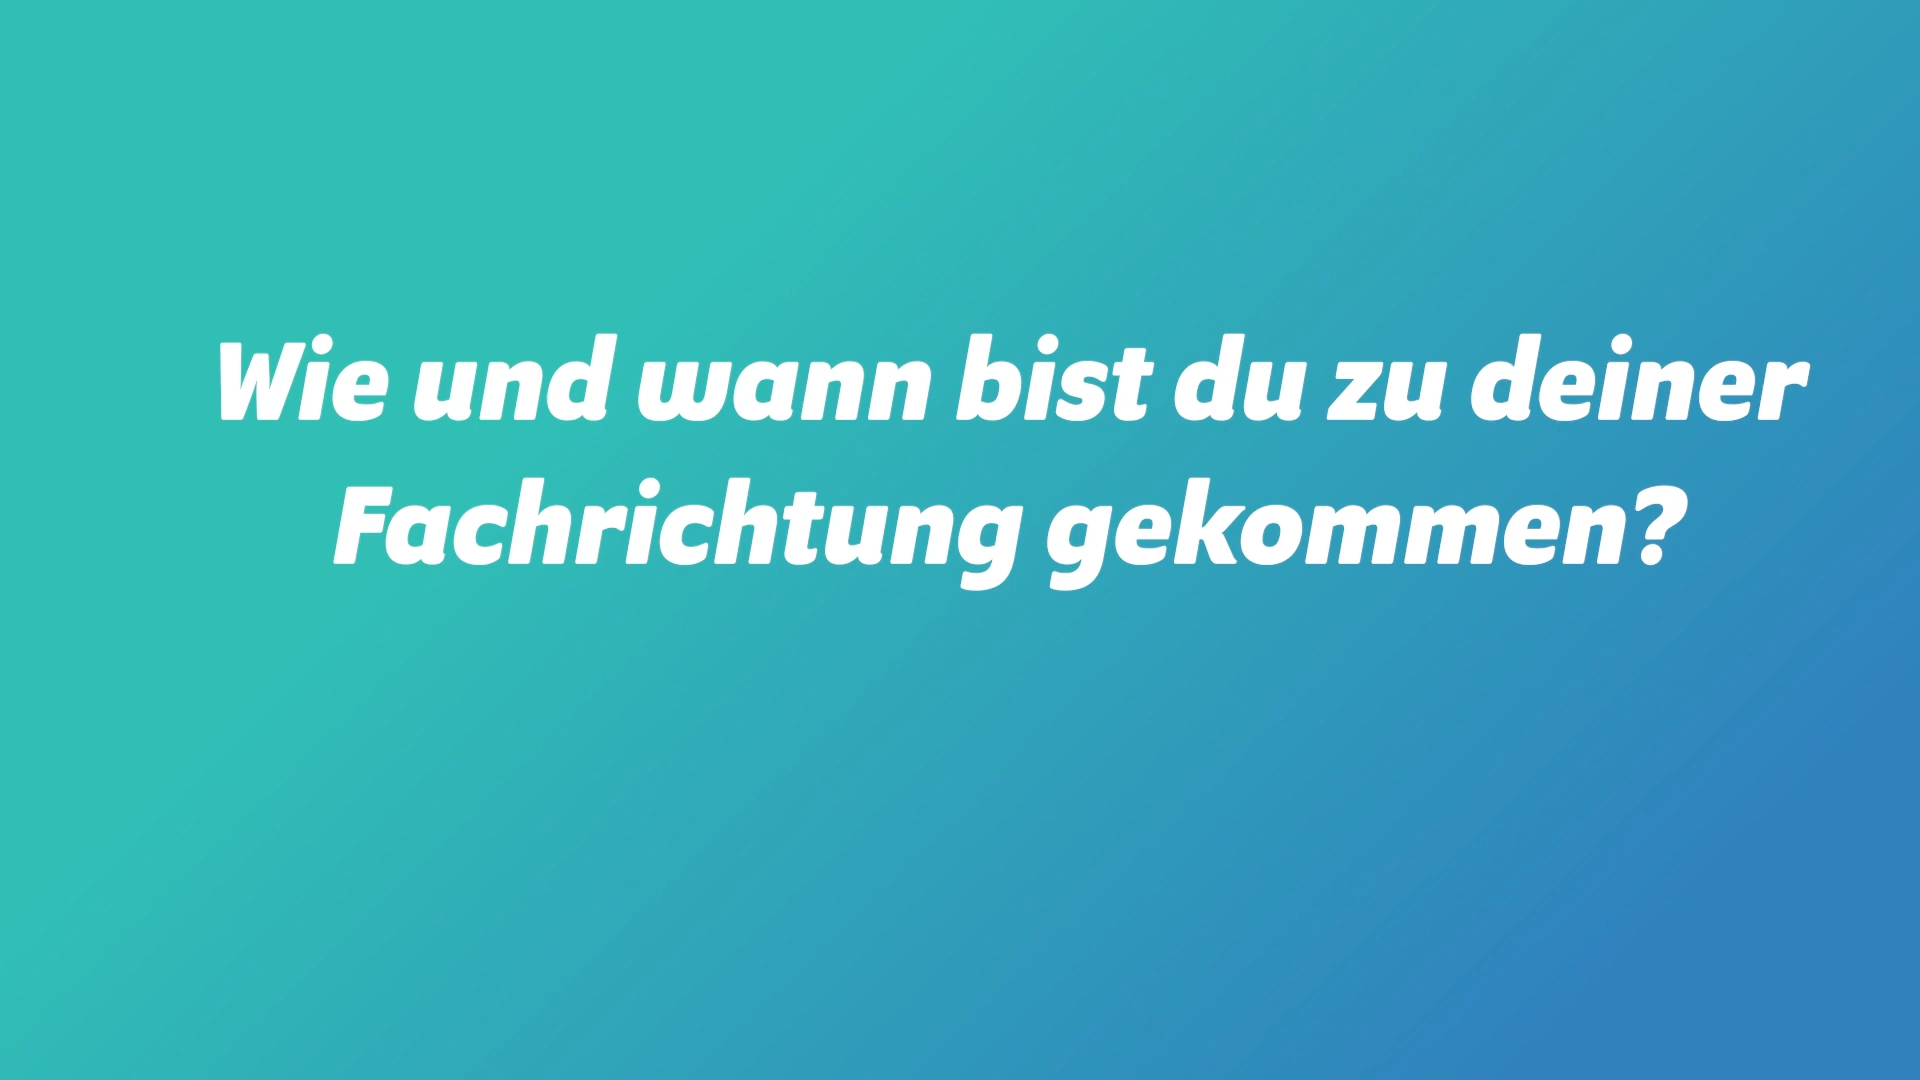 Wie und wann bist du zu deiner
Fachrichtung gekommen?